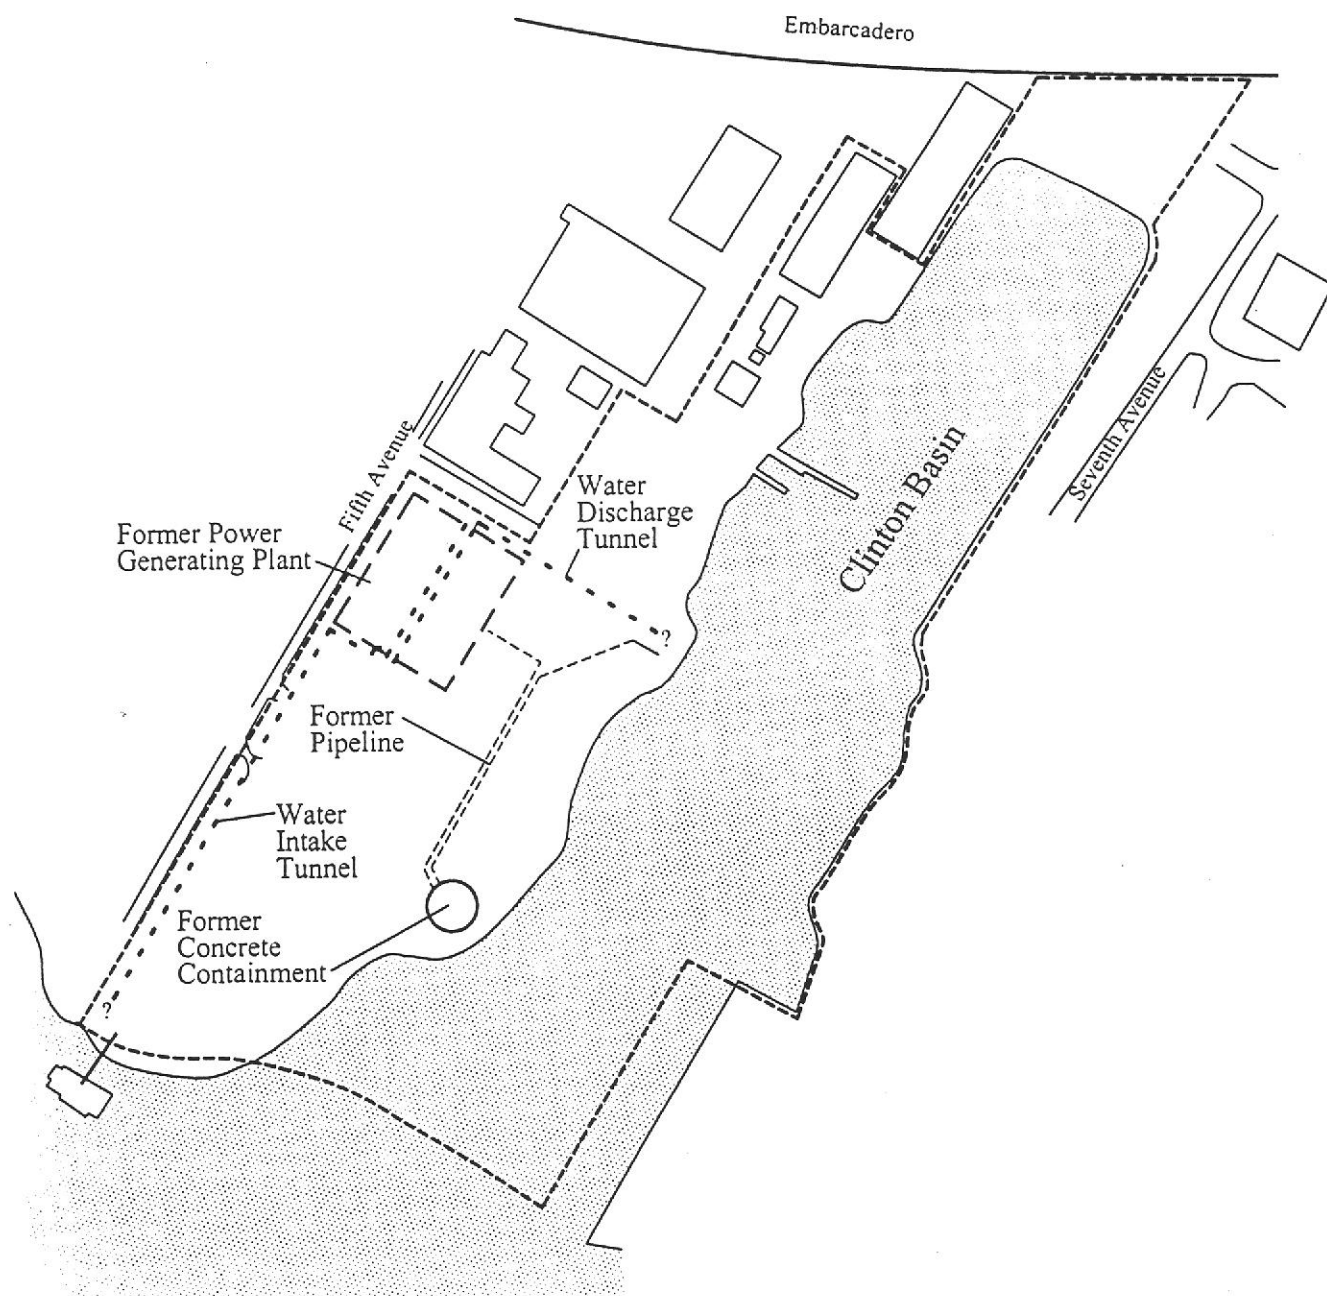 Embarcadero
Fifth Avenue
Former Power
Generating Plant
Water
Discharge
Tunnel
Clinton Basin
Seventh Avenue
?
Former
Pipeline
Water
Intake
Tunnel
Former
Concrete
Containment
?